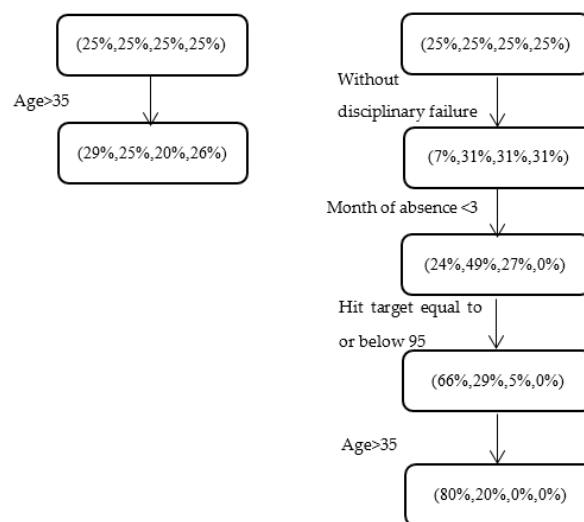 (25%,25%,25%,25%)
Age>35
(29%,25%,20%,26%)
(25%,25%,25%,25%)
Without
disciplinary failure
(7%,31%,31%,31%)
Month of absence <3
(24%,49%,27%,0%)
Hit target equal to
or below 95
(66%,29%,5%,0%)
Age>35
(80%,20%,0%,0%)